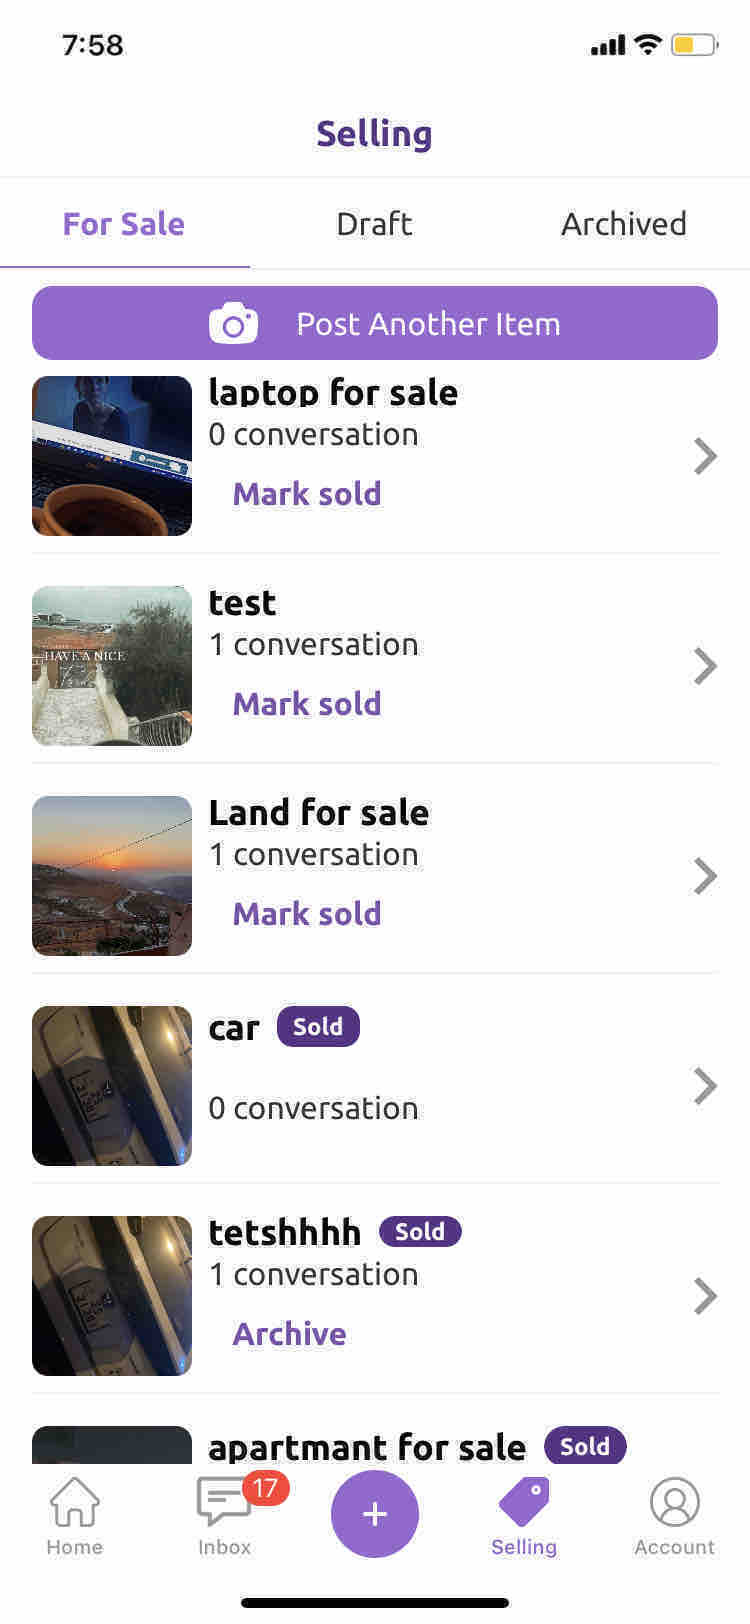 7:58
Selling
For Sale
Draft
Archived
Post Another Item
laptop for sale
0 conversation
Mark sold
test
1 conversation
Mark sold
HAVE A NICE
Land for sale
1 conversation
Mark sold
car Sold
0 conversation
tetshhhh Sold
1 conversation
Archive
apartmant for sale Sold
17
+
Home
Inbox
Selling
Account